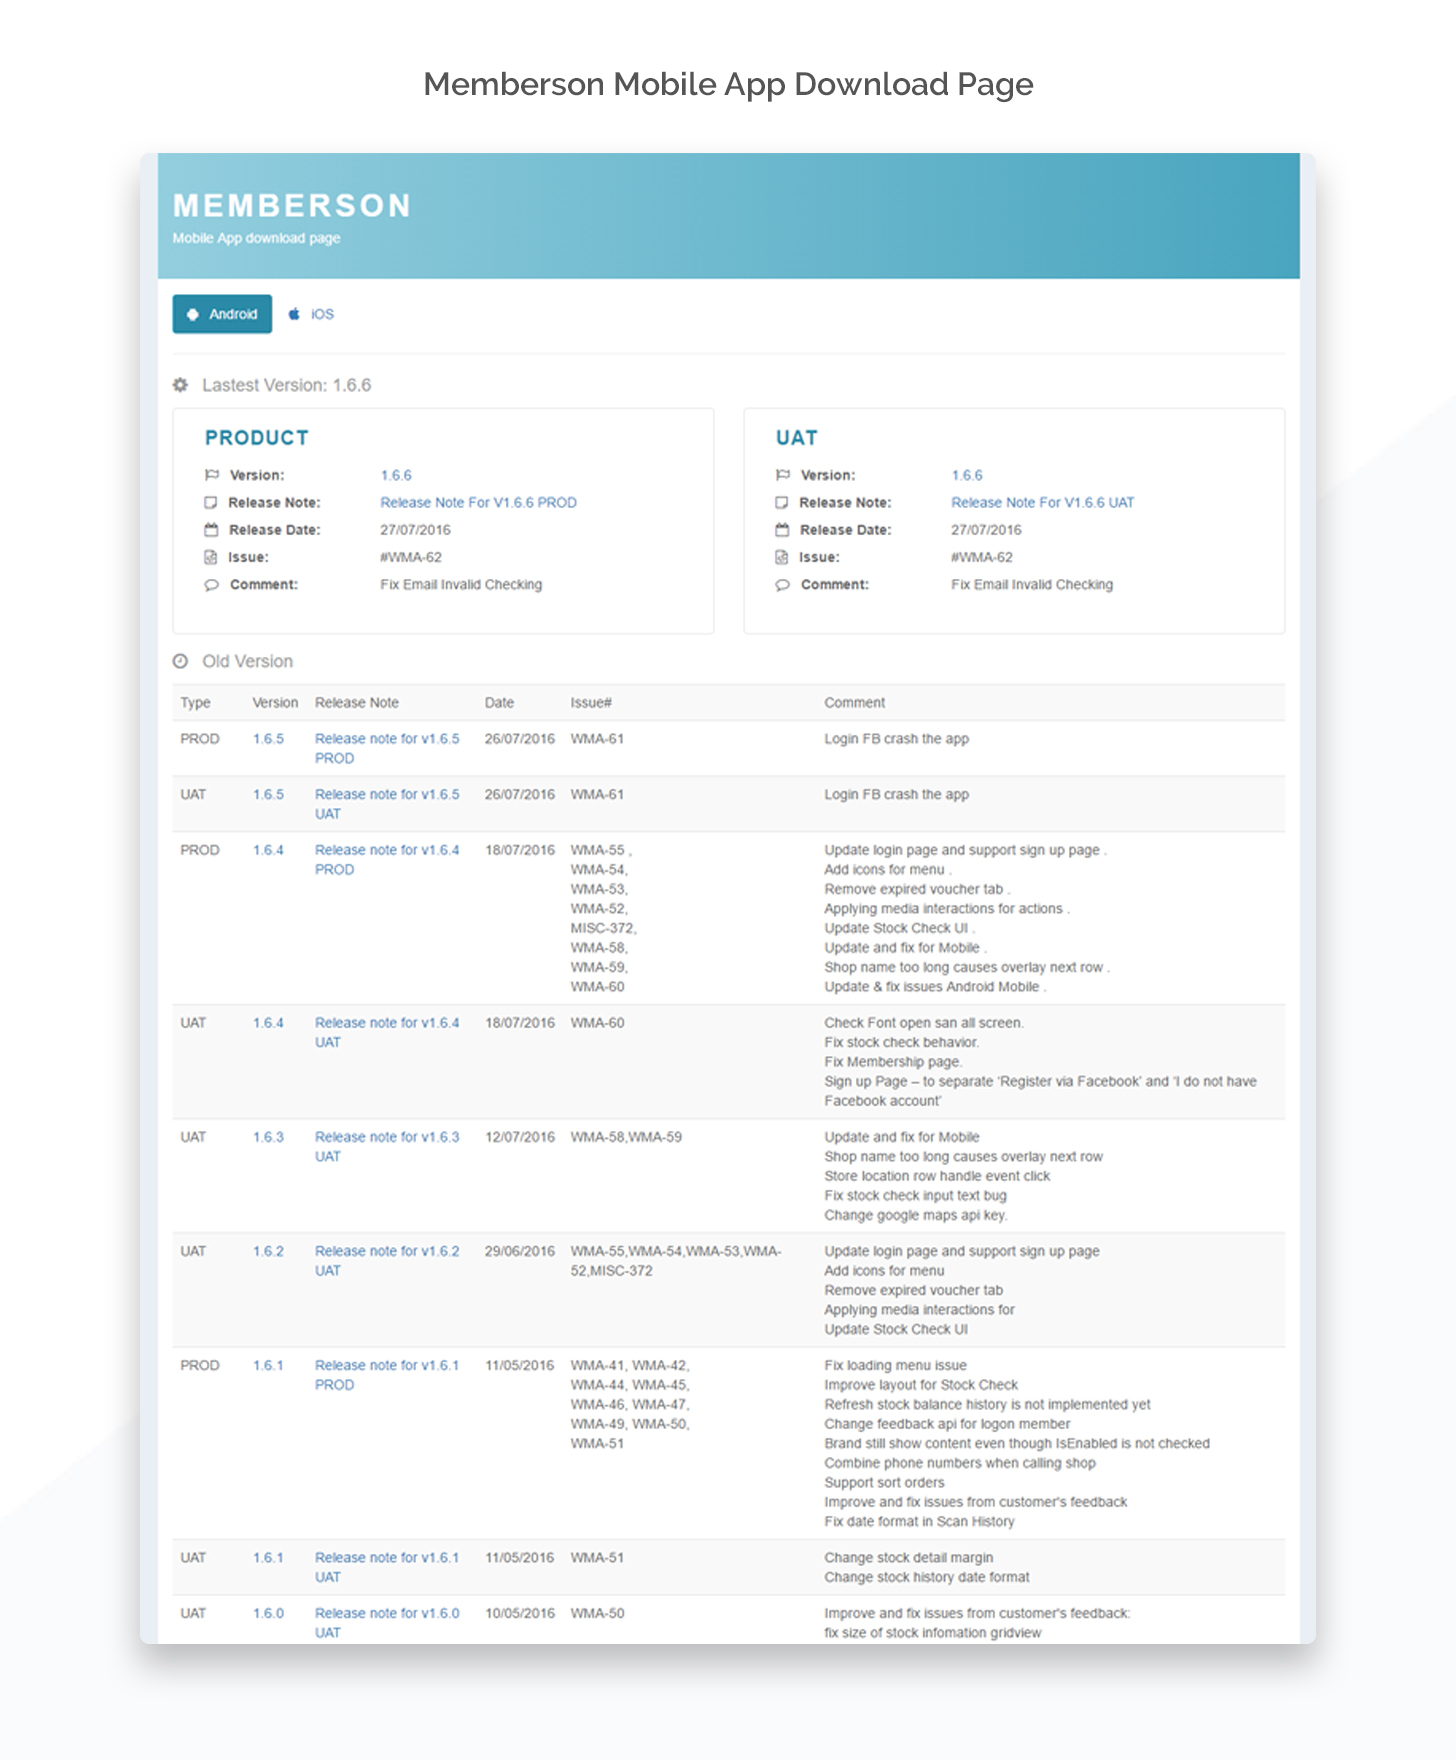 Memberson Mobile App Download Page
MEMBERSON
Mobile App download page
Android
iOS
Lastest Version: 1.6.6
PRODUCT
Version: 1.6.6
Release Note: Release Note For V1.6.6 PROD
Release Date: 27/07/2016
Issue: #WMA-62
Comment: Fix Email Invalid Checking
UAT
Version: 1.6.6
Release Note: Release Note For V1.6.6 UAT
Release Date: 27/07/2016
Issue: #WMA-62
Comment: Fix Email Invalid Checking
Old Version
Type Version Release Note Date Issue# Comment
PROD 1.6.5 Release note for v1.6.5 26/07/2016 WMA-61 Login FB crash the app
PROD
UAT 1.6.5 Release note for v1.6.5 26/07/2016 WMA-61 Login FB crash the app
UAT
PROD 1.6.4 Release note for v1.6.4 18/07/2016 WMA-55 , Update login page and support sign up page .
PROD WMA-54, Add icons for menu .
WMA-53, Remove expired voucher tab .
WMA-52, Applying media interactions for actions .
MISC-372, Update Stock Check UI .
WMA-58, Update and fix for Mobile .
WMA-59, Shop name too long causes overlay next row .
WMA-60 Update & fix issues Android Mobile .
UAT 1.6.4 Release note for v1.6.4 18/07/2016 WMA-60 Check Font open san all screen.
UAT Fix stock check behavior.
Fix Membership page.
Sign up Page – to separate ‘Register via Facebook’ and ‘I do not have
Facebook account’
UAT 1.6.3 Release note for v1.6.3 12/07/2016 WMA-58,WMA-59 Update and fix for Mobile
UAT Shop name too long causes overlay next row
Store location row handle event click
Fix stock check input text bug
Change google maps api key.
UAT 1.6.2 Release note for v1.6.2 29/06/2016 WMA-55,WMA-54,WMA-53,WMA- Update login page and support sign up page
UAT 52,MISC-372 Add icons for menu
Remove expired voucher tab
Applying media interactions for
Update Stock Check UI
PROD 1.6.1 Release note for v1.6.1 11/05/2016 WMA-41, WMA-42, Fix loading menu issue
PROD WMA-44, WMA-45, Improve layout for Stock Check
WMA-46, WMA-47, Refresh stock balance history is not implemented yet
WMA-49, WMA-50, Change feedback api for logon member
WMA-51 Brand still show content even though IsEnabled is not checked
Combine phone numbers when calling shop
Support sort orders
Improve and fix issues from customer's feedback
Fix date format in Scan History
UAT 1.6.1 Release note for v1.6.1 11/05/2016 WMA-51 Change stock detail margin
UAT Change stock history date format
UAT 1.6.0 Release note for v1.6.0 10/05/2016 WMA-50 Improve and fix issues from customer's feedback:
UAT fix size of stock infomation gridview